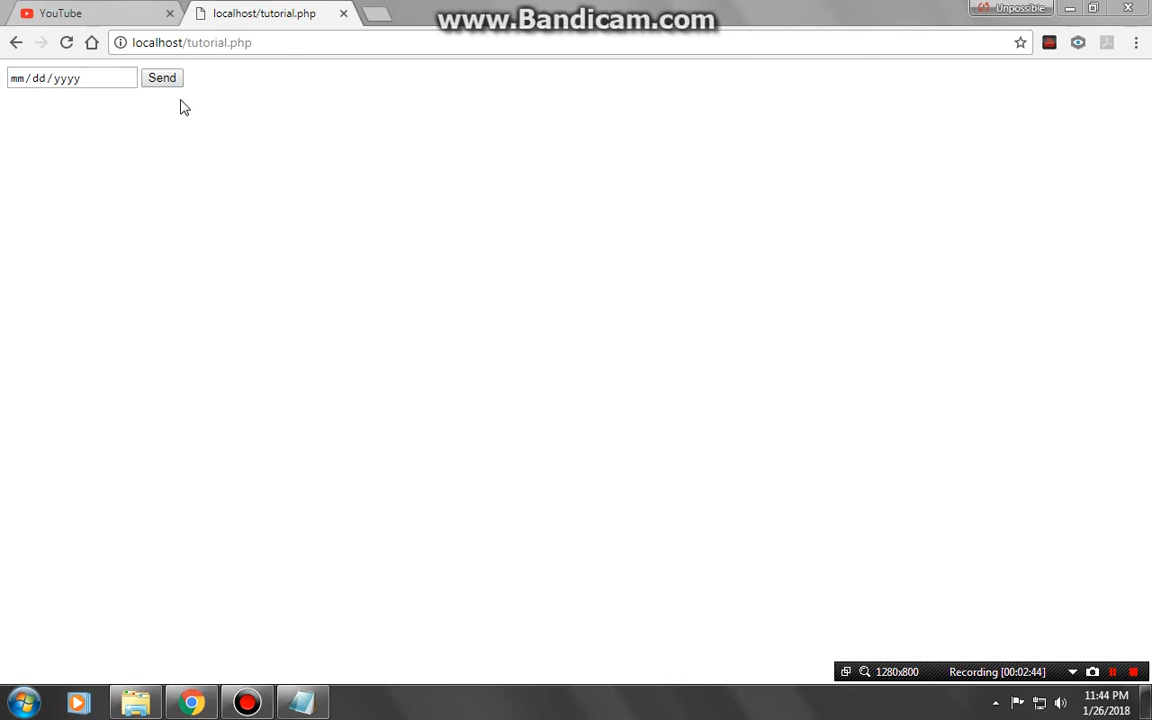 www.Bandicam.com
YouTube
localhost/tutorial.php
Unpossible
localhost/tutorial.php
mm/dd/yyyy Send
1280x800 Recording [00:02:44]
11:44 PM
1/26/2018